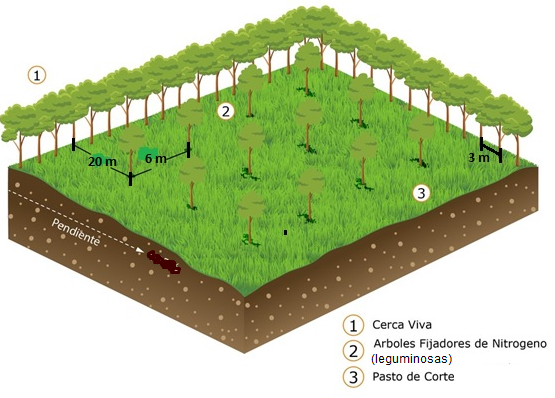 1
2
20 m
6 m
3 m
3
Pendiente
1 Cerca Viva
2 Arboles Fijadores de Nitrogeno
(leguminosas)
3 Pasto de Corte